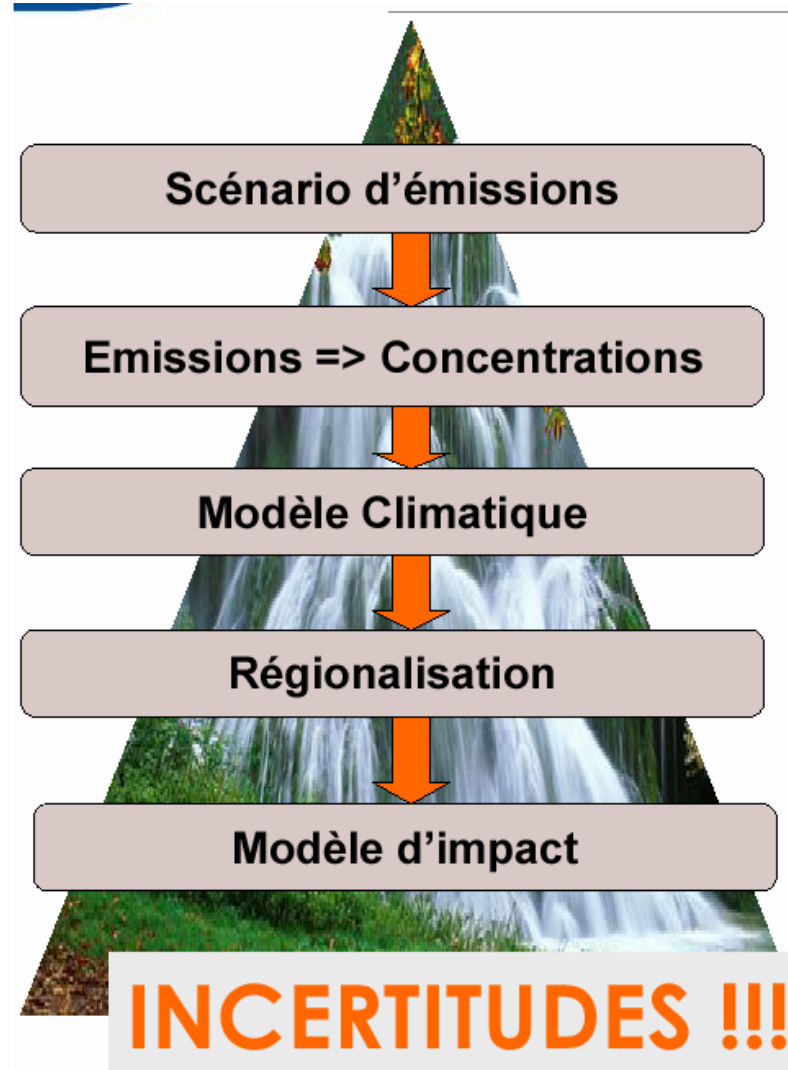 Scénario d’émissions
Emissions => Concentrations
Modèle Climatique
Régionalisation
Modèle d’impact
INCERTITUDES !!!